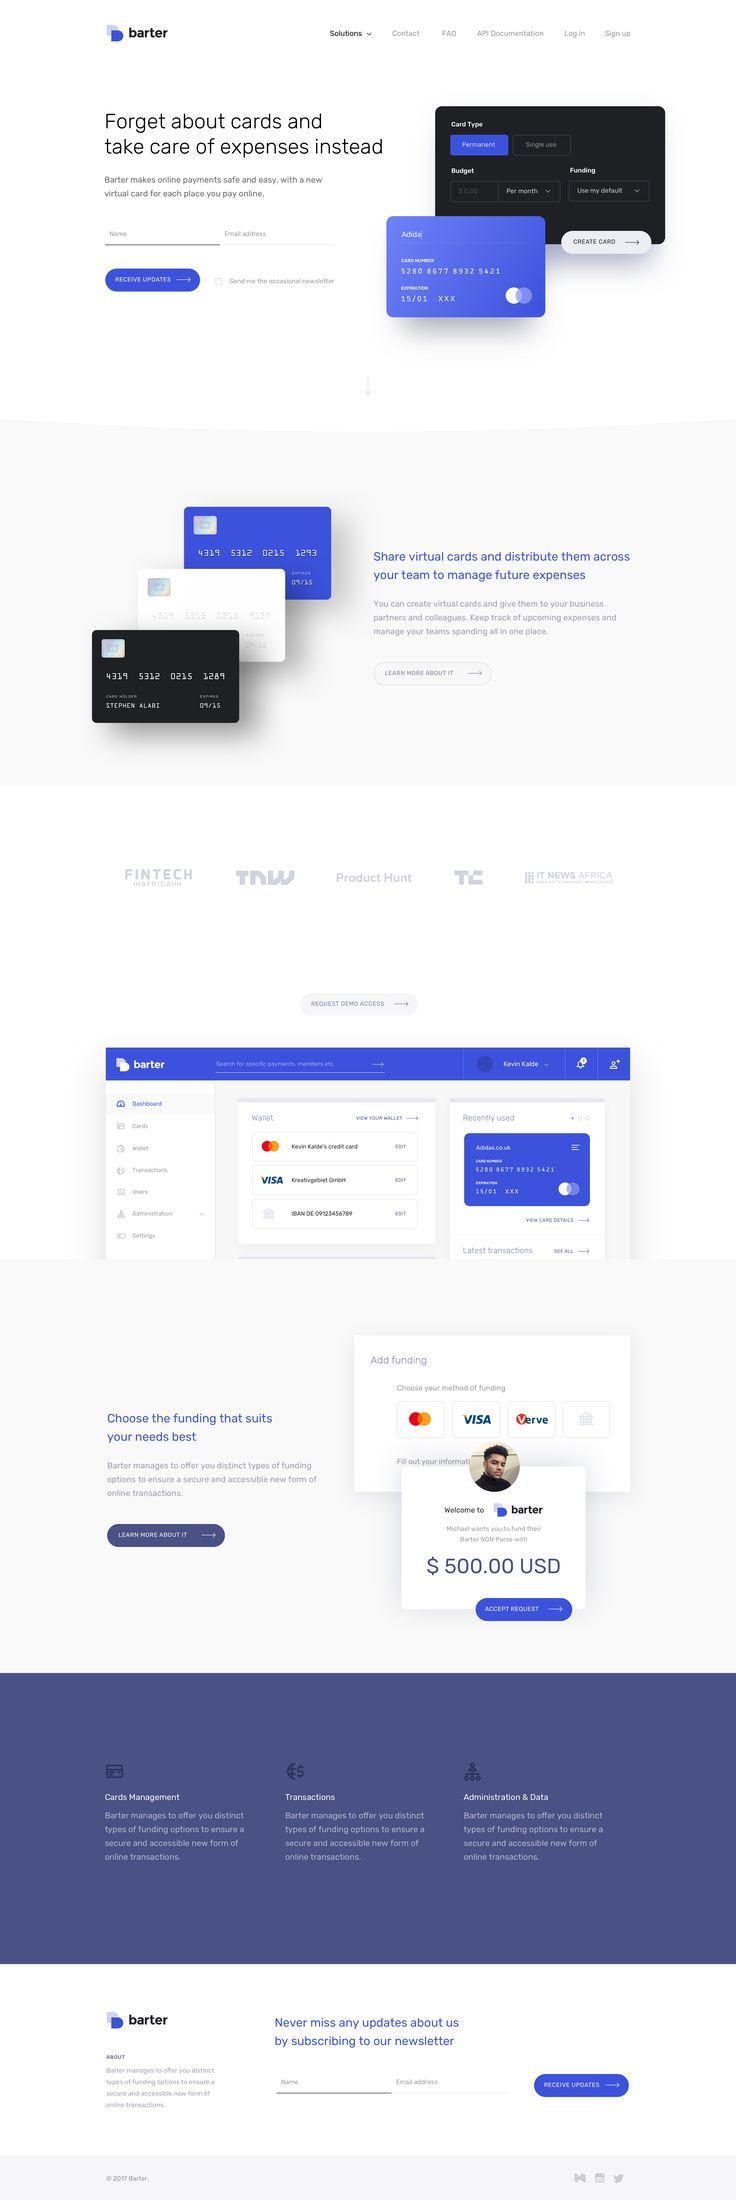 barter
Solutions Contact FAQ API Documentation Log in Sign up
Forget about cards and
take care of expenses instead
Barter makes online payments safe and easy, with a new
virtual card for each place you pay online.
Name Email address
RECEIVE UPDATES Send me the occasional newsletter
Card Type
Permanent Single use
Budget Funding
$ 0.00 Per month Use my default
CREATE CARD
Adida
CARD NUMBER
5280 8677 8932 5421
EXPIRATION
15/01 XXX
4319 5312 0215 1293
EXPIRES
09/15
4319 5312 0215 9127
EXPIRES
09/15
4319 5312 0215 1289
CARD HOLDER EXPIRES
STEPHEN ALABI 09/15
Share virtual cards and distribute them across
your team to manage future expenses
You can create virtual cards and give them to your business
partners and colleagues. Keep track of upcoming expenses and
manage your teams spanding all in one place.
LEARN MORE ABOUT IT
FINTECH
AFRICA
TNW
Product Hunt
TC
IT NEWS AFRICA
REQUEST DEMO ACCESS
barter Search for specific payments, members etc. Kevin Kalde
Dashboard
Cards
Wallet
Transactions
Users
Administration
Settings
Wallet VIEW YOUR WALLET
Kevin Kalde's credit card EDIT
VISA Kreativgebiet GmbH EDIT
IBAN DE 09123456789 EDIT
Recently used
Adidas.co.uk
CARD NUMBER
5280 8677 8932 5421
EXPIRATION
15/01 XXX
VIEW CARD DETAILS
Latest transactions SEE ALL
Choose the funding that suits
your needs best
Barter manages to offer you distinct types of funding
options to ensure a secure and accessible new form of
online transactions.
LEARN MORE ABOUT IT
Add funding
Choose your method of funding
VISA Verve
Fill out your informati
Welcome to barter
Michael wants you to fund their
Barter NGN Purse with
$ 500.00 USD
ACCEPT REQUEST
Cards Management
Barter manages to offer you distinct
types of funding options to ensure a
secure and accessible new form of
online transactions.
Transactions
Barter manages to offer you distinct
types of funding options to ensure a
secure and accessible new form of
online transactions.
Administration & Data
Barter manages to offer you distinct
types of funding options to ensure a
secure and accessible new form of
online transactions.
barter
ABOUT
Barter manages to offer you distinct
types of funding options to ensure a
secure and accessible new form of
online transactions.
Never miss any updates about us
by subscribing to our newsletter
Name Email address RECEIVE UPDATES
© 2017 Barter.